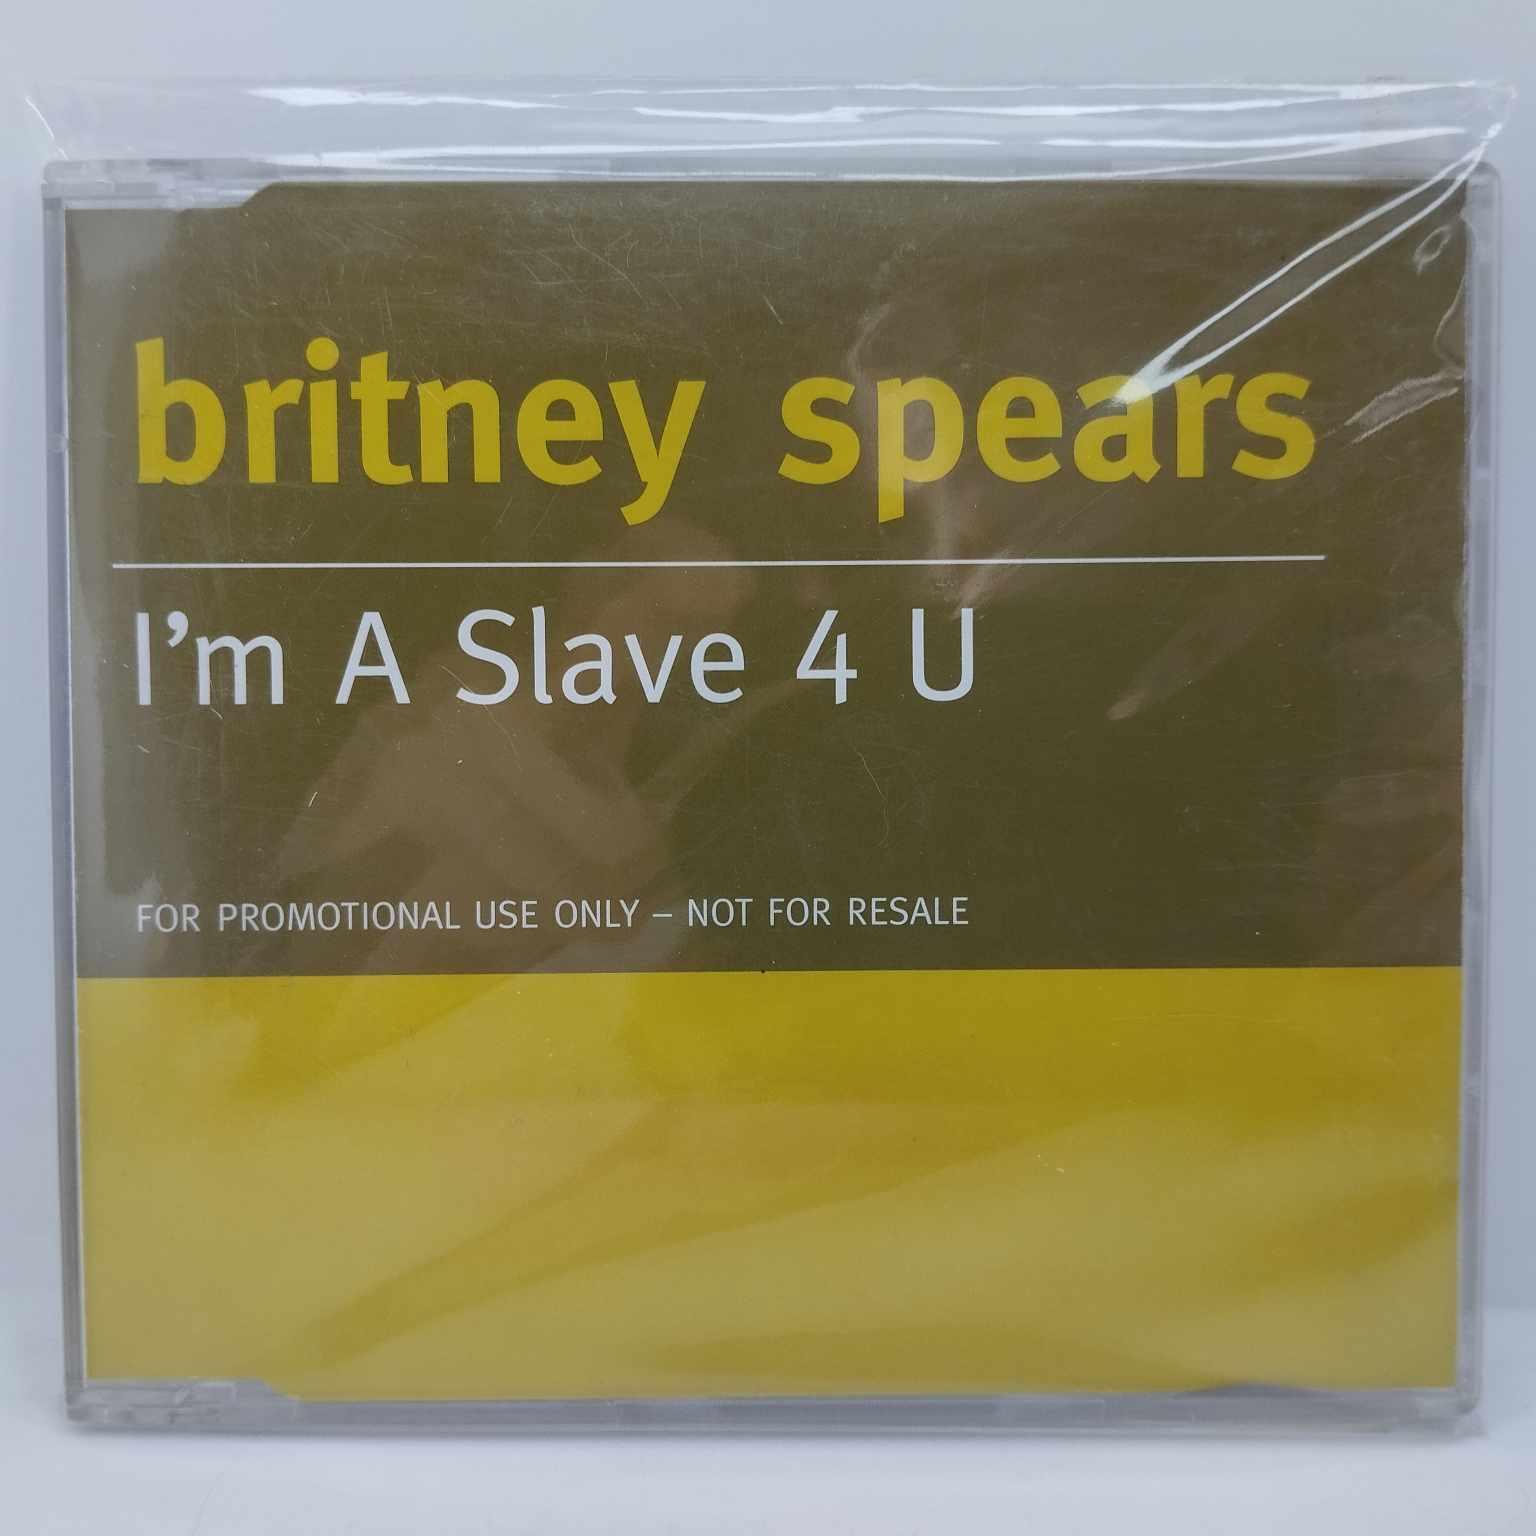 britney spears
I'm A Slave 4 U
FOR PROMOTIONAL USE ONLY – NOT FOR RESALE